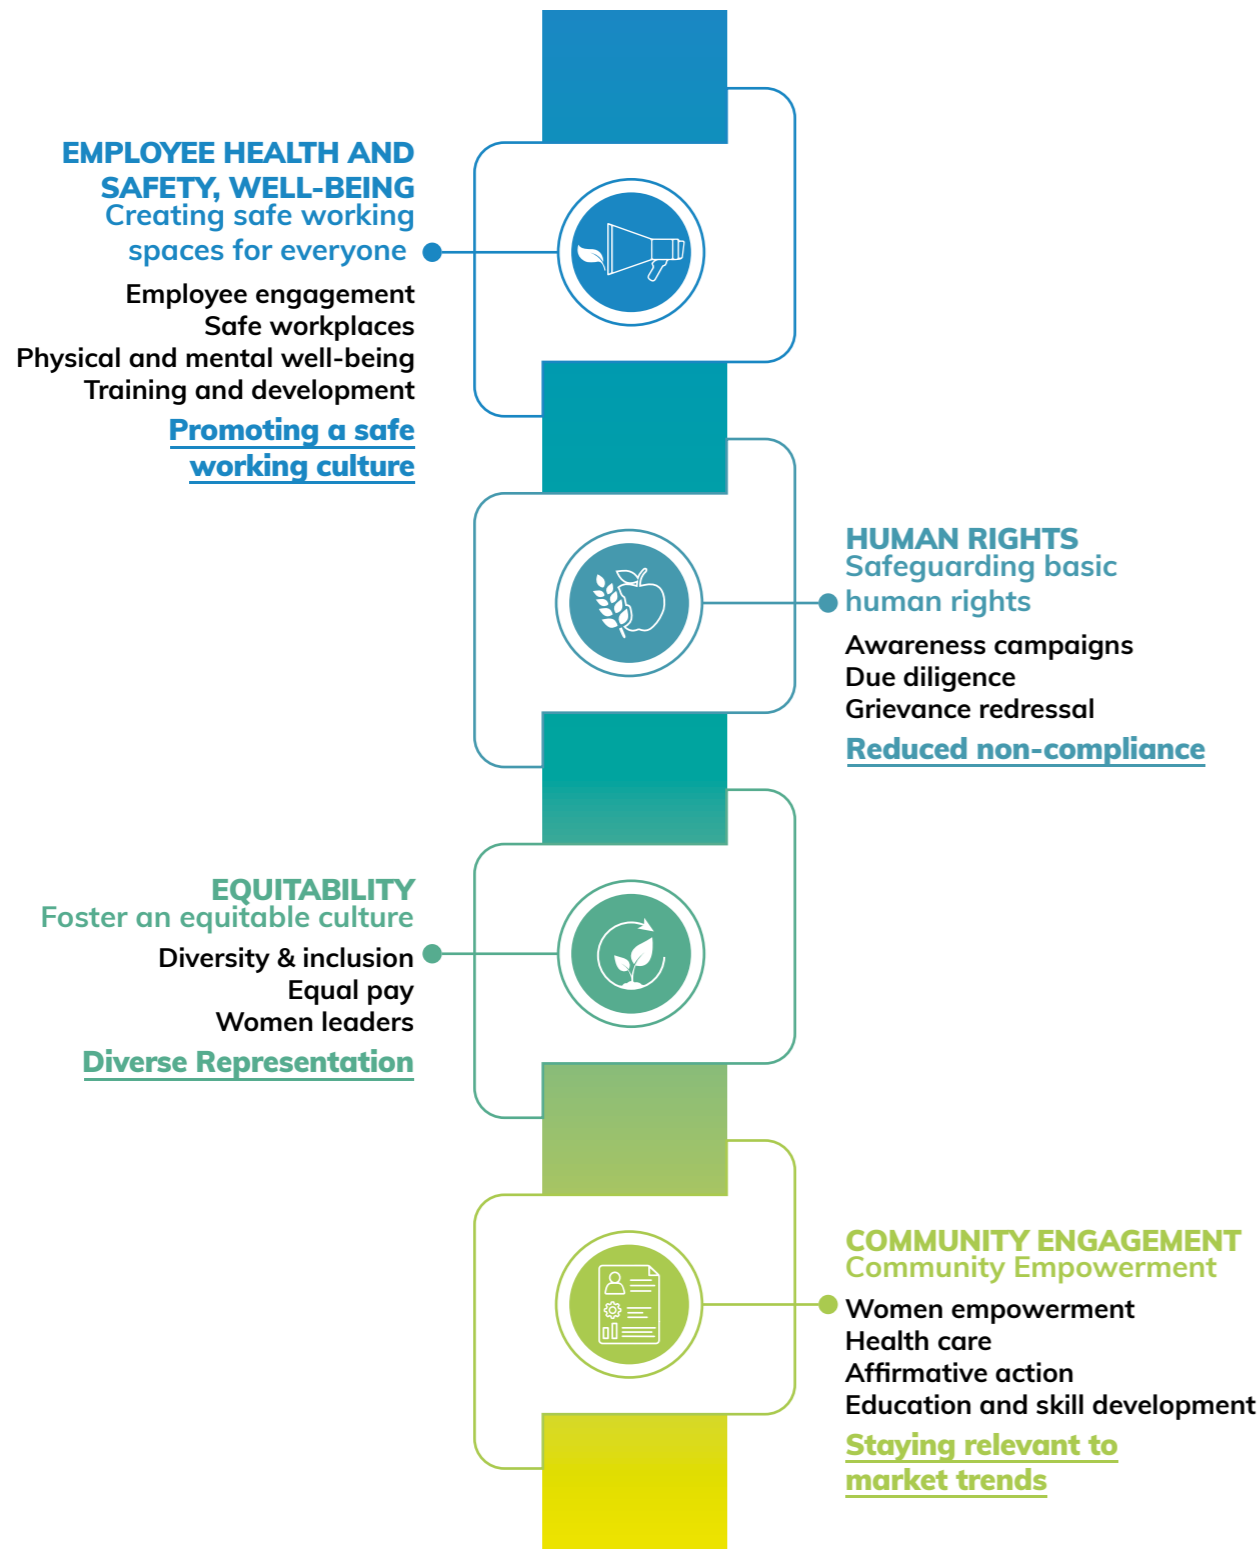 EMPLOYEE HEALTH AND
SAFETY, WELL-BEING
Creating safe working
spaces for everyone
Employee engagement
Safe workplaces
Physical and mental well-being
Training and development
Promoting a safe
working culture
HUMAN RIGHTS
Safeguarding basic
human rights
Awareness campaigns
Due diligence
Grievance redressal
Reduced non-compliance
EQUITABILITY
Foster an equitable culture
Diversity & inclusion
Equal pay
Women leaders
Diverse Representation
COMMUNITY ENGAGEMENT
Community Empowerment
Women empowerment
Health care
Affirmative action
Education and skill development
Staying relevant to
market trends